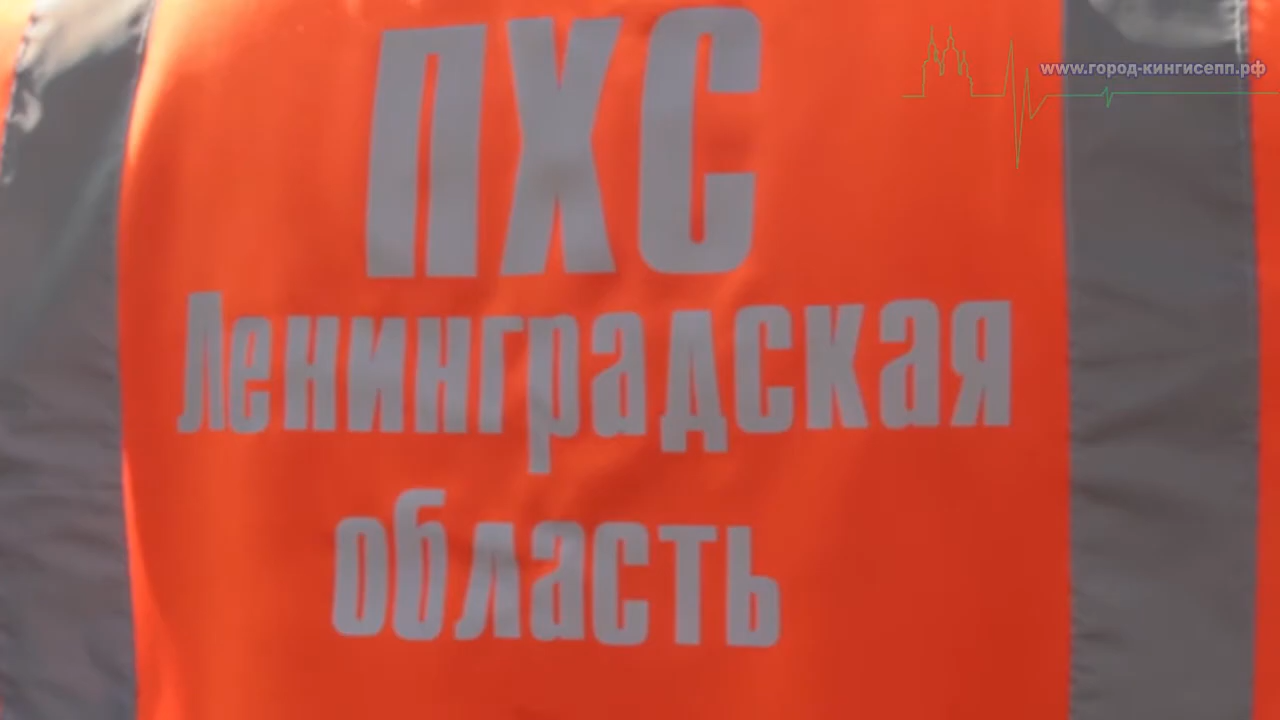 ПХС
www.город-кингисепп.рф
Ленинградская
область